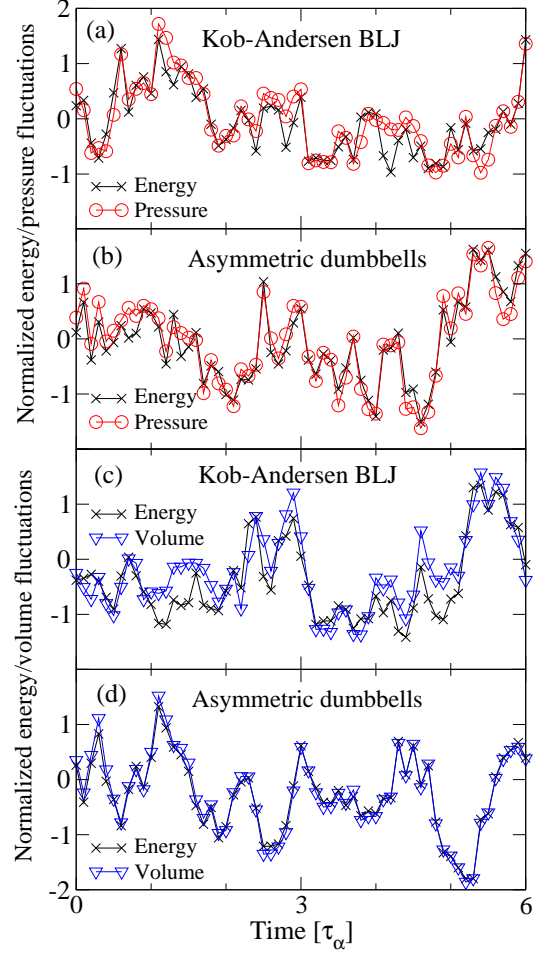 2
(a)
Kob-Andersen BLJ
1
0
-1
Energy
Pressure
(b)
Asymmetric dumbbells
1
0
-1
Energy
Pressure
Normalized energy/pressure fluctuations
(c)
Kob-Andersen BLJ
Energy
Volume
1
0
-1
(d)
Asymmetric dumbbells
1
0
-1
Energy
Volume
-2
Normalized energy/volume fluctuations
0
3
6
Time [τα]